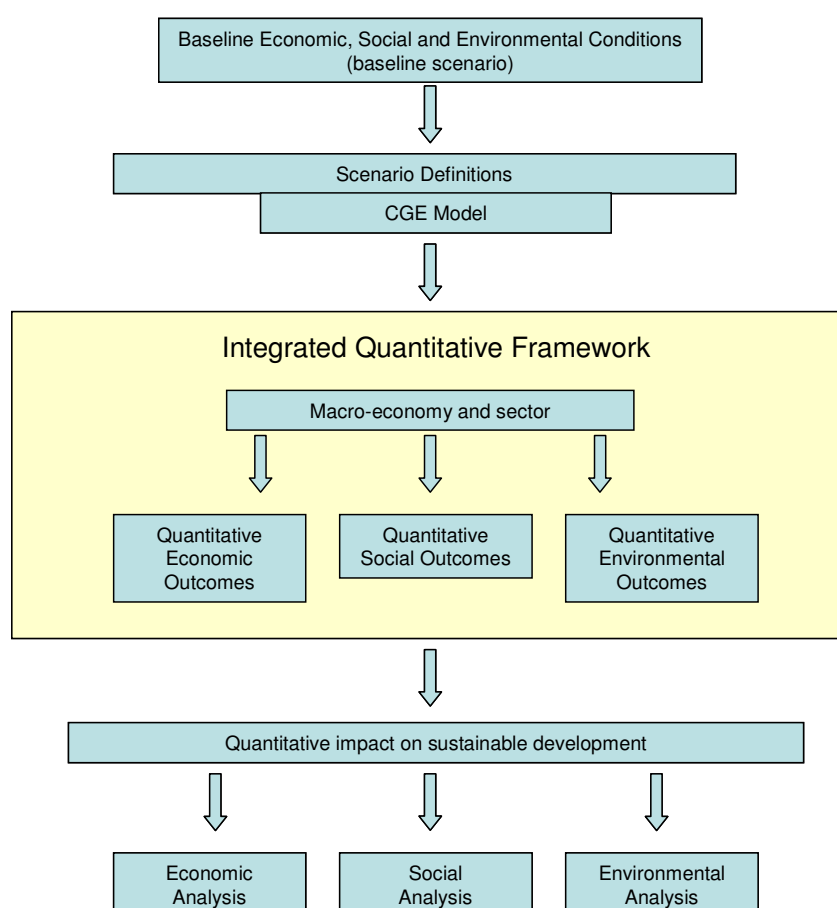 Baseline Economic, Social and Environmental Conditions
(baseline scenario)
Scenario Definitions
CGE Model
Integrated Quantitative Framework
Macro-economy and sector
Quantitative
Economic
Outcomes
Quantitative
Social Outcomes
Quantitative
Environmental
Outcomes
Quantitative impact on sustainable development
Economic
Analysis
Social
Analysis
Environmental
Analysis